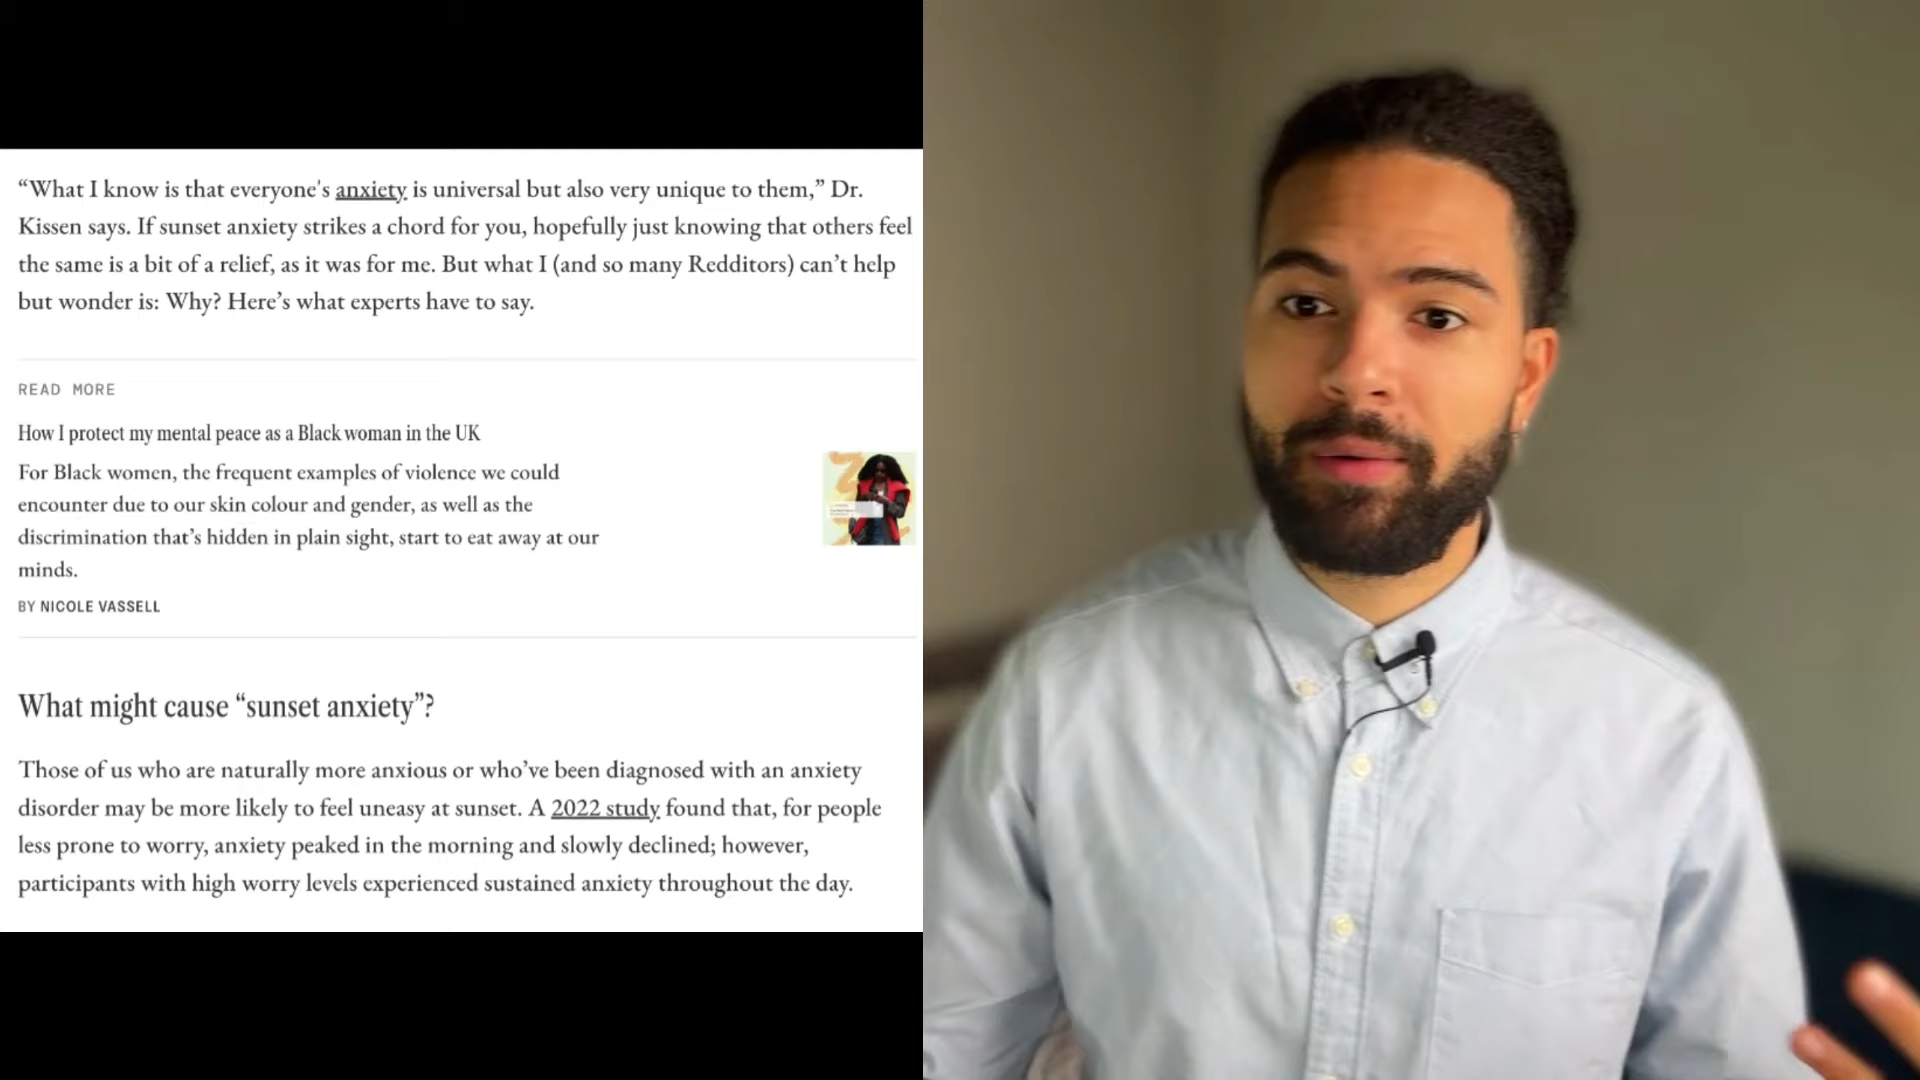 “What I know is that everyone's anxiety is universal but also very unique to them,” Dr.
Kissen says. If sunset anxiety strikes a chord for you, hopefully just knowing that others feel
the same is a bit of a relief, as it was for me. But what I (and so many Redditors) can’t help
but wonder is: Why? Here’s what experts have to say.
READ MORE
How I protect my mental peace as a Black woman in the UK
For Black women, the frequent examples of violence we could
encounter due to our skin colour and gender, as well as the
discrimination that’s hidden in plain sight, start to eat away at our
minds.
BY NICOLE VASSELL
What might cause “sunset anxiety”?
Those of us who are naturally more anxious or who’ve been diagnosed with an anxiety
disorder may be more likely to feel uneasy at sunset. A 2022 study found that, for people
less prone to worry, anxiety peaked in the morning and slowly declined; however,
participants with high worry levels experienced sustained anxiety throughout the day.